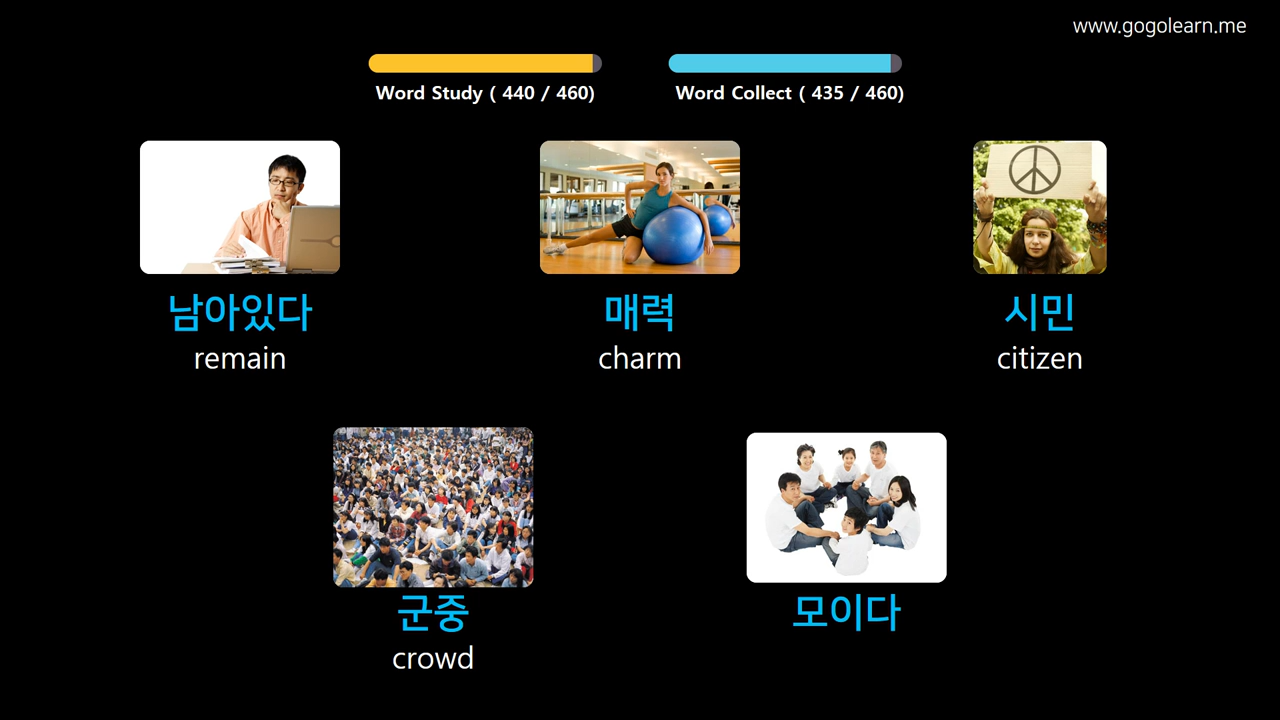 www.gogolearn.me
Word Study ( 440 / 460)
Word Collect ( 435 / 460)
남아있다
remain
매력
charm
시민
citizen
군중
crowd
모이다